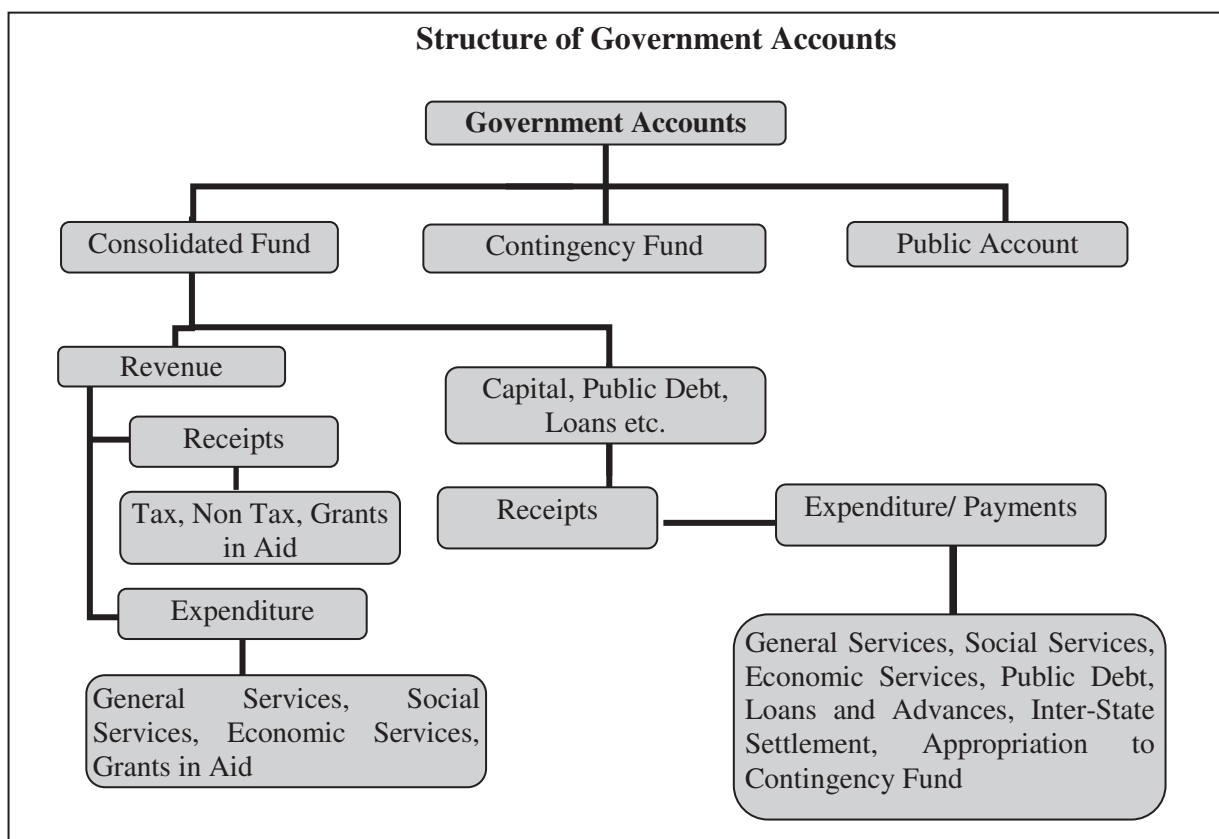 Structure of Government Accounts
Government Accounts
Consolidated Fund
Contingency Fund
Public Account
Revenue
Capital, Public Debt,
Loans etc.
Receipts
Tax, Non Tax, Grants
in Aid
Receipts
Expenditure/ Payments
Expenditure
General Services, Social
Services, Economic Services,
Grants in Aid
General Services, Social Services,
Economic Services, Public Debt,
Loans and Advances, Inter-State
Settlement, Appropriation to
Contingency Fund